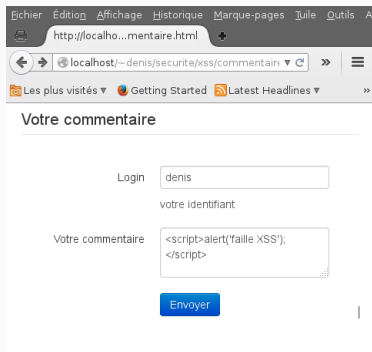 Fichier Édition Affichage Historique Marque-pages Tuile Outils A
http://localho...mentaire.html
localhost/~denis/securite/xss/commentaire
Les plus visités Getting Started Latest Headlines »
Votre commentaire
Login denis
votre identifiant
Votre commentaire <script>alert('faille XSS');
</script>
Envoyer